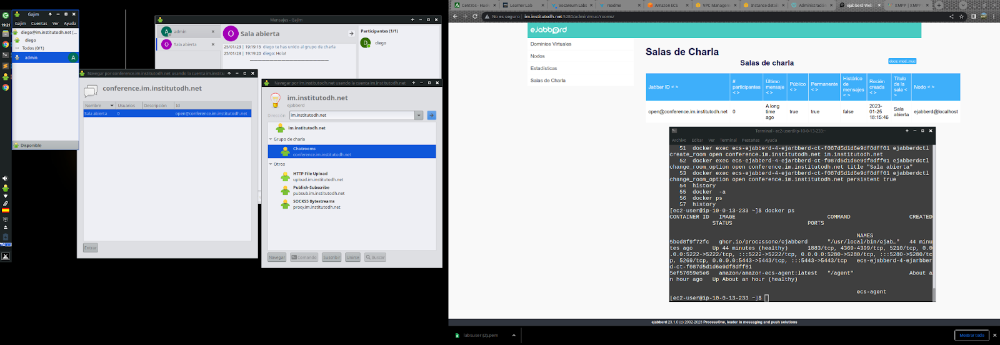 Gajim
Gajim Cuentas Ver Ayuda
diego@im.institutodh.net (...
diego
Todos (0/1)
admin A
Disponible
19:21
Mensajes - Gajim
A admin
O Sala abierta
O Sala abierta
25/01/23 | 19:19:15 diego te has unido al grupo de charla
25/01/23 | 19:19:20 diego: Hola!
Participantes (1/1)
D diego
Navegar por conference.im.institutodh.net usando la cuenta im.institu
conference.im.institutodh.net
Nombre Usuarios Descripción Id
Sala abierta 0 open@conference.im.institutodh.net
Entrar
Navegar por im.institutodh.net usando la cuenta im.institutodh.net
im.institutodh.net
ejabberd
Dirección im.institutodh.net
im.institutodh.net
Grupo de charla
Chatrooms
conference.im.institutodh.net
Otros
HTTP File Upload
upload.im.institutodh.net
Publish-Subscribe
pubsub.im.institutodh.net
SOCKS5 Bytestreams
proxy.im.institutodh.net
Navegar Comando Suscribir Unirse Buscar
Centros - Hu Learner Lab Vocareum Labs readme Amazon ECS VPC Managem Instance detai Administració ejabberd Web XMPP | XMPP
No es seguro | im.institutodh.net:5280/admin/muc/rooms/
ejabberd
Dominios Virtuales
Nodos
Estadísticas
Salas de Charla
Salas de Charla
Salas de charla
docs: mod_muc
Jabber ID < > # participantes < > Último mensaje < > Público < > Permanente < > Histórico de mensajes < > Recién creada < > Título de la sala < > Nodo < >
open@conference.im.institutodh.net 0 A long time ago true true false 2023-01-25 18:15:46 Sala abierta ejabberd@localhost
Terminal - ec2-user@ip-10-0-13-233:~
Archivo Editar Ver Terminal Pestañas Ayuda
51 docker exec ecs-ejabberd-4-ejarbberd-ct-f087d5d1d6e9df8dff01 ejabberdctl
create_room open conference.im.institutodh.net im.institutodh.net
52 docker exec ecs-ejabberd-4-ejarbberd-ct-f087d5d1d6e9df8dff01 ejabberdctl
change_room_option open conference.im.institutodh.net title "Sala abierta"
53 docker exec ecs-ejabberd-4-ejarbberd-ct-f087d5d1d6e9df8dff01 ejabberdctl
change_room_option open conference.im.institutodh.net persistent true
54 history
55 docker -a
56 docker ps
57 history
[ec2-user@ip-10-0-13-233 ~]$ docker ps
CONTAINER ID IMAGE COMMAND CREATED
STATUS PORTS
NAMES
5bed8f9f72fc ghcr.io/processone/ejabberd "/usr/local/bin/ejab…" 44 minu
tes ago Up 44 minutes (healthy) 1883/tcp, 4369-4399/tcp, 5210/tcp, 0.0
.0.0:5222->5222/tcp, :::5222->5222/tcp, 0.0.0.0:5280->5280/tcp, :::5280->5280/tc
p, 5269/tcp, 0.0.0.0:5443->5443/tcp, :::5443->5443/tcp ecs-ejabberd-4-ejarbber
d-ct-f087d5d1d6e9df8dff01
5ef57659e5e6 amazon/amazon-ecs-agent:latest "/agent" About a
n hour ago Up About an hour (healthy)
ecs-agent
[ec2-user@ip-10-0-13-233 ~]$
ejabberd 23.1.0 (c) 2002-2023 ProcessOne, leader in messaging and push solutions
labsuser (2).pem
Mostrar todo